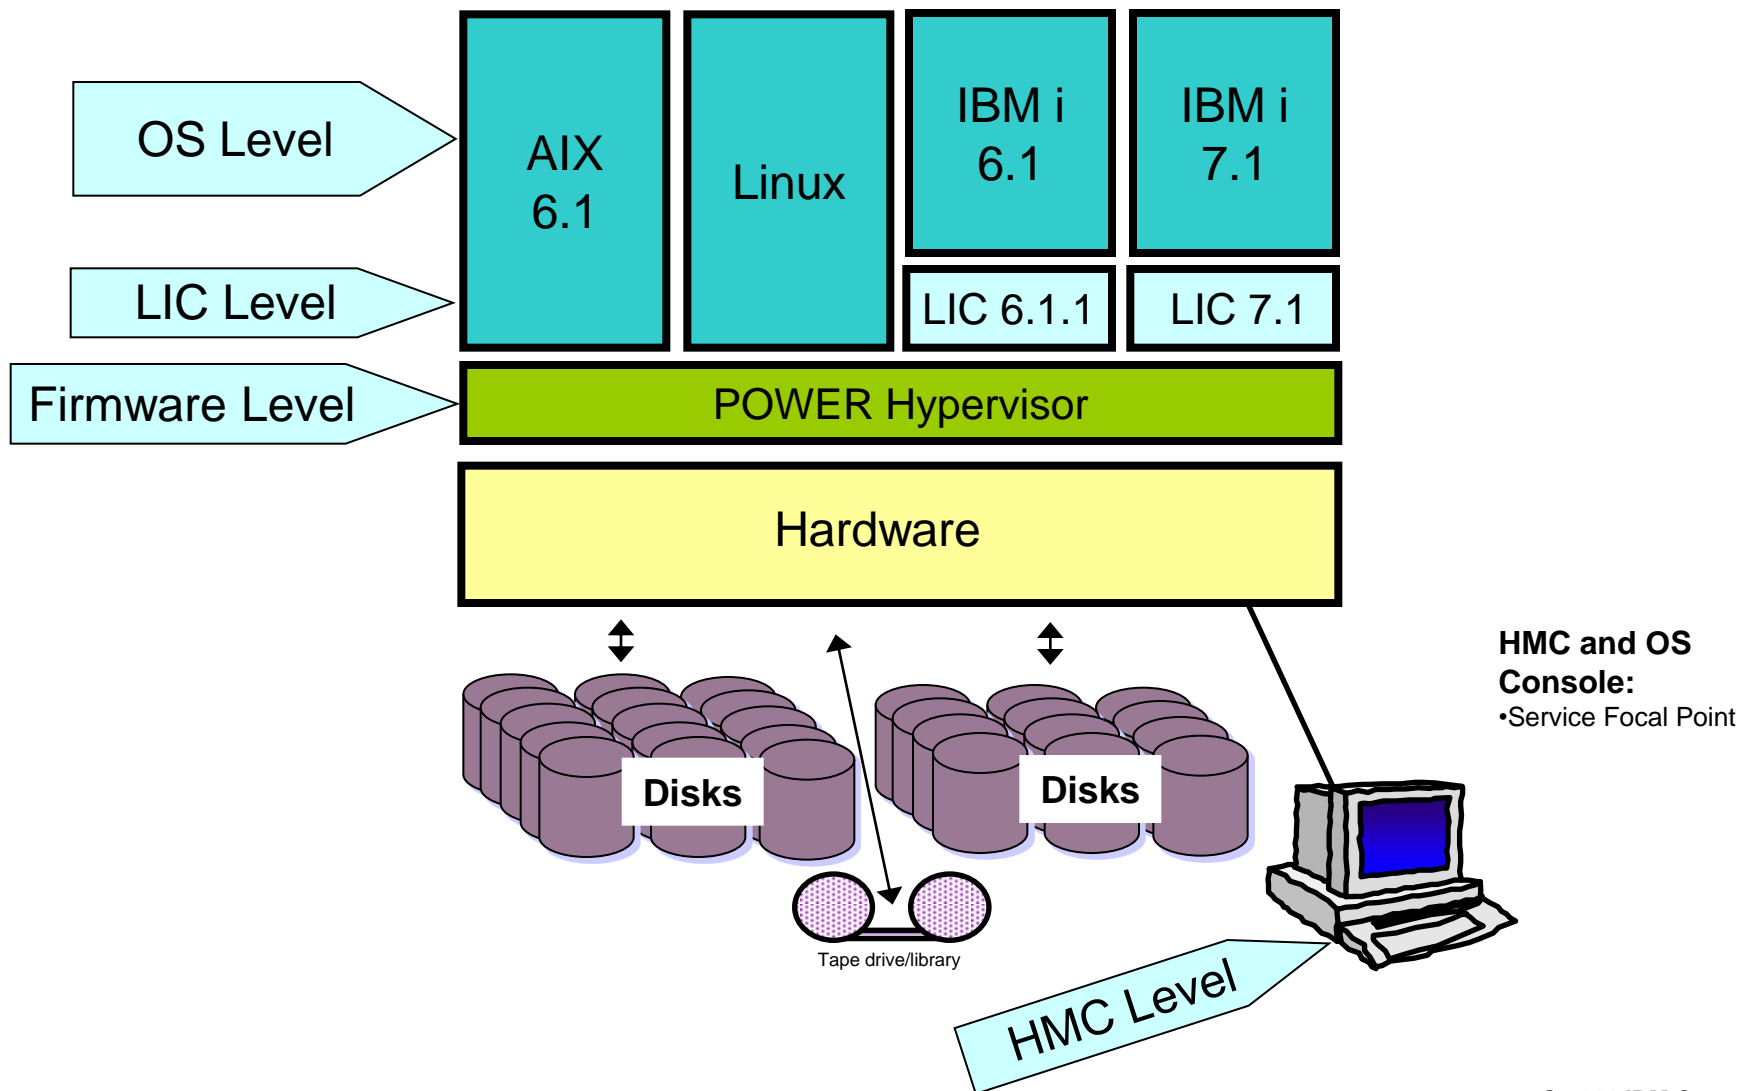 OS Level
AIX
6.1
Linux
IBM i
6.1
IBM i
7.1
LIC Level
LIC 6.1.1
LIC 7.1
Firmware Level
POWER Hypervisor
Hardware
HMC and OS
Console:
•Service Focal Point
Disks
Disks
Tape drive/library
HMC Level